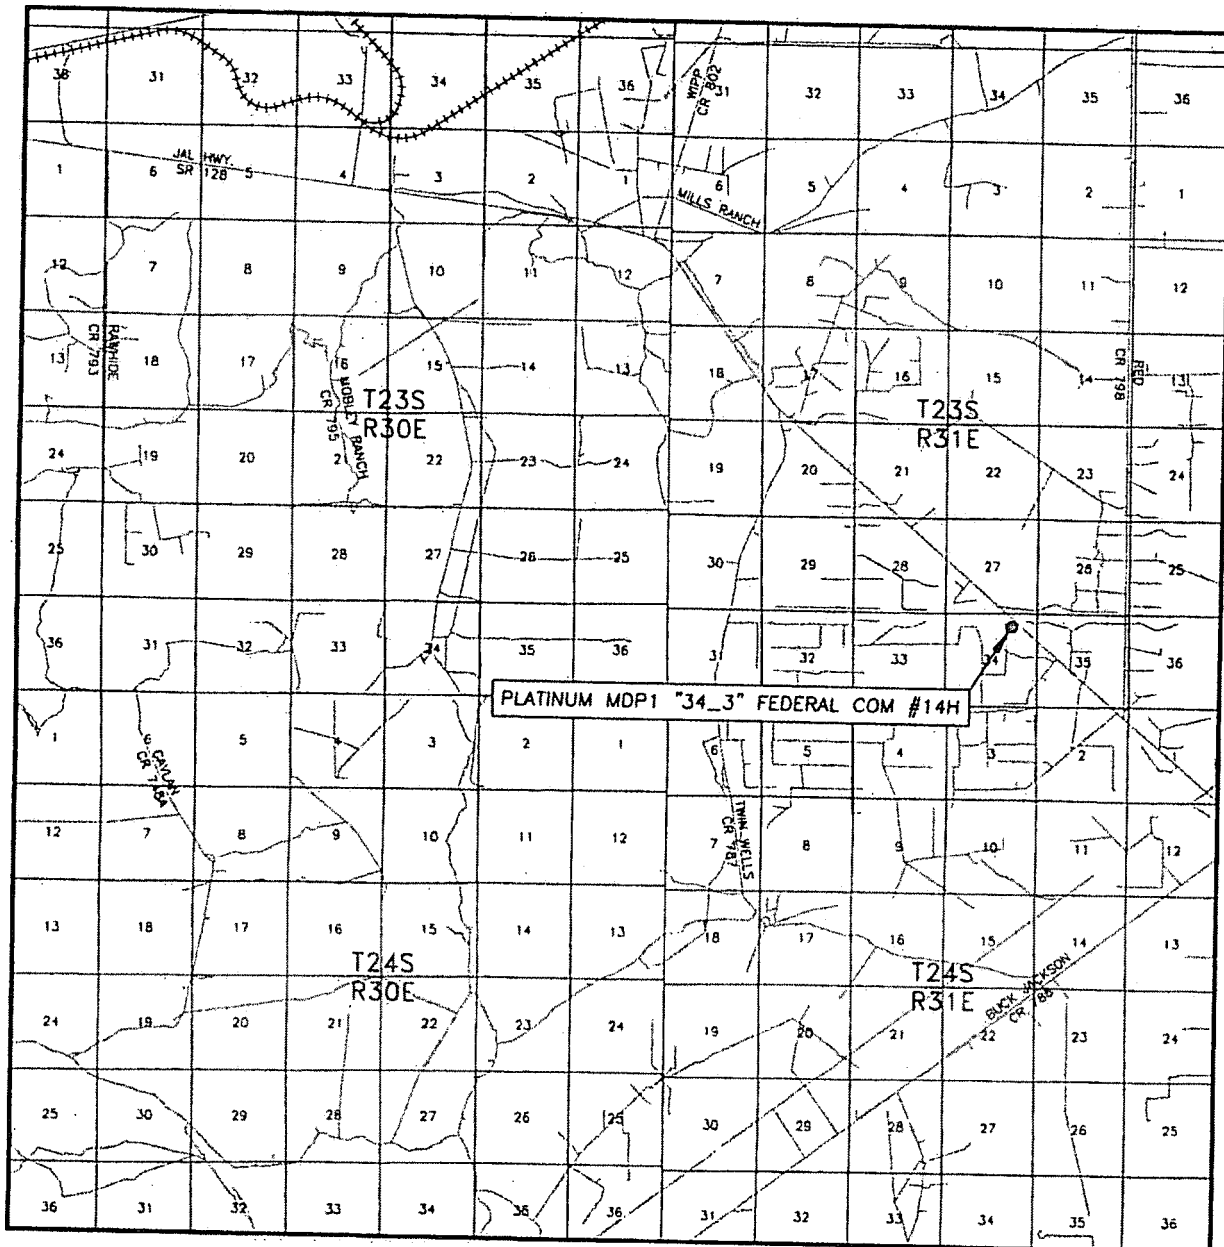 36 31 32 33 34 35 36 31 32 33 34 35 36
WIPP
CR 802
JAL HWY.
SR 128
1 6 5 4 3 2 1 6 5 4 3 2 1
MILLS RANCH
12 7 8 9 10 11 12 7 8 9 10 11 12
RAWHIDE
CR 793
RED
CR 798
13 18 17 16 15 14 13 18 17 16 15 14 13
MOBLEY RANCH
CR 795
T23S
R30E
T23S
R31E
24 19 20 21 22 23 24 19 20 21 22 23 24
25 30 29 28 27 26 25 30 29 28 27 26 25
36 31 32 33 34 35 36 31 32 33 34 35 36
PLATINUM MDP1 "34_3" FEDERAL COM #14H
1 6 5 4 3 2 1 6 5 4 3 2
CR 748A
TWIN WELLS
CR 787
12 7 8 9 10 11 12 7 8 9 10 11 12
13 18 17 16 15 14 13 18 17 16 15 14 13
T24S
R30E
T24S
R31E
BUCK JACKSON
CR 788
24 19 20 21 22 23 24 19 20 21 22 23 24
25 30 29 28 27 26 25 30 29 28 27 26 25
36 31 32 33 34 35 36 31 32 33 34 35 36